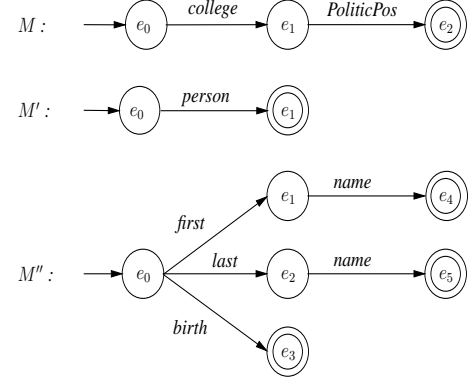 M : e₀ college e₁ PoliticPos e₂
M′ : e₀ person e₁
first e₁ name e₄
M″ : e₀ last e₂ name e₅
birth e₃